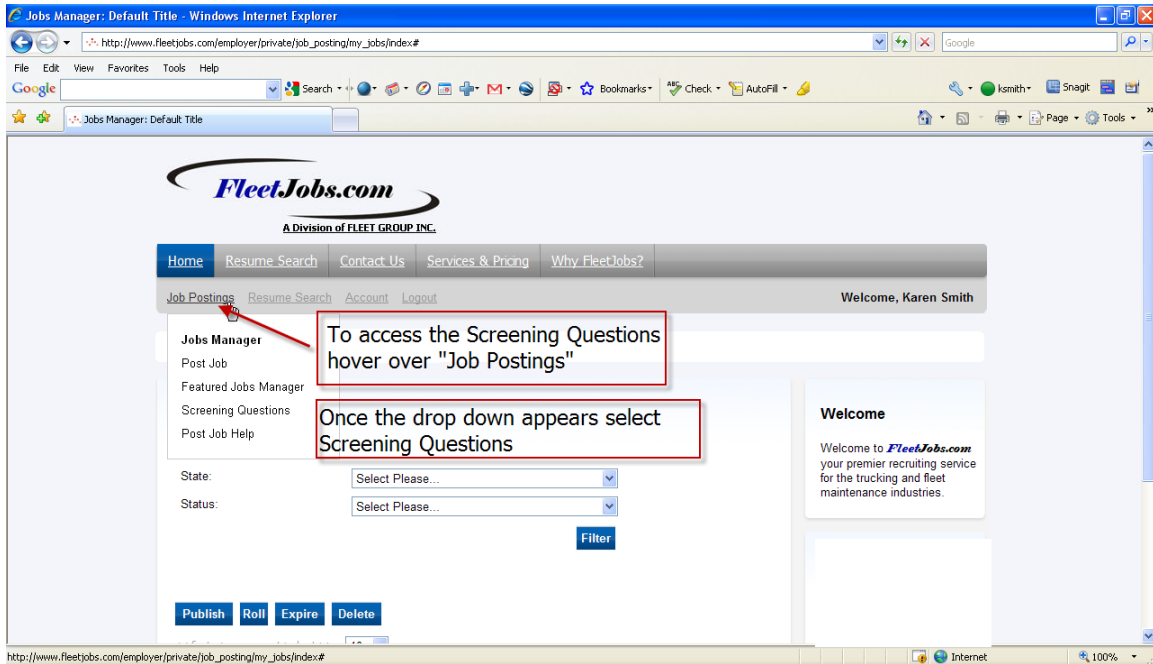 Jobs Manager: Default Title - Windows Internet Explorer
http://www.fleetjobs.com/employer/private/job_posting/my_jobs/index#
Google
File Edit View Favorites Tools Help
Google Search Bookmarks ABC Check AutoFill ksmith Snagit
Jobs Manager: Default Title Page Tools
FleetJobs.com
A Division of FLEET GROUP INC.
Home Resume Search Contact Us Services & Pricing Why FleetJobs?
Job Postings Resume Search Account Logout Welcome, Karen Smith
Jobs Manager
Post Job
Featured Jobs Manager
Screening Questions
Post Job Help
To access the Screening Questions
hover over "Job Postings"
Once the drop down appears select
Screening Questions
State: Select Please...
Status: Select Please...
Filter
Publish Roll Expire Delete
Welcome
Welcome to FleetJobs.com
your premier recruiting service
for the trucking and fleet
maintenance industries.
http://www.fleetjobs.com/employer/private/job_posting/my_jobs/index# Internet 100%